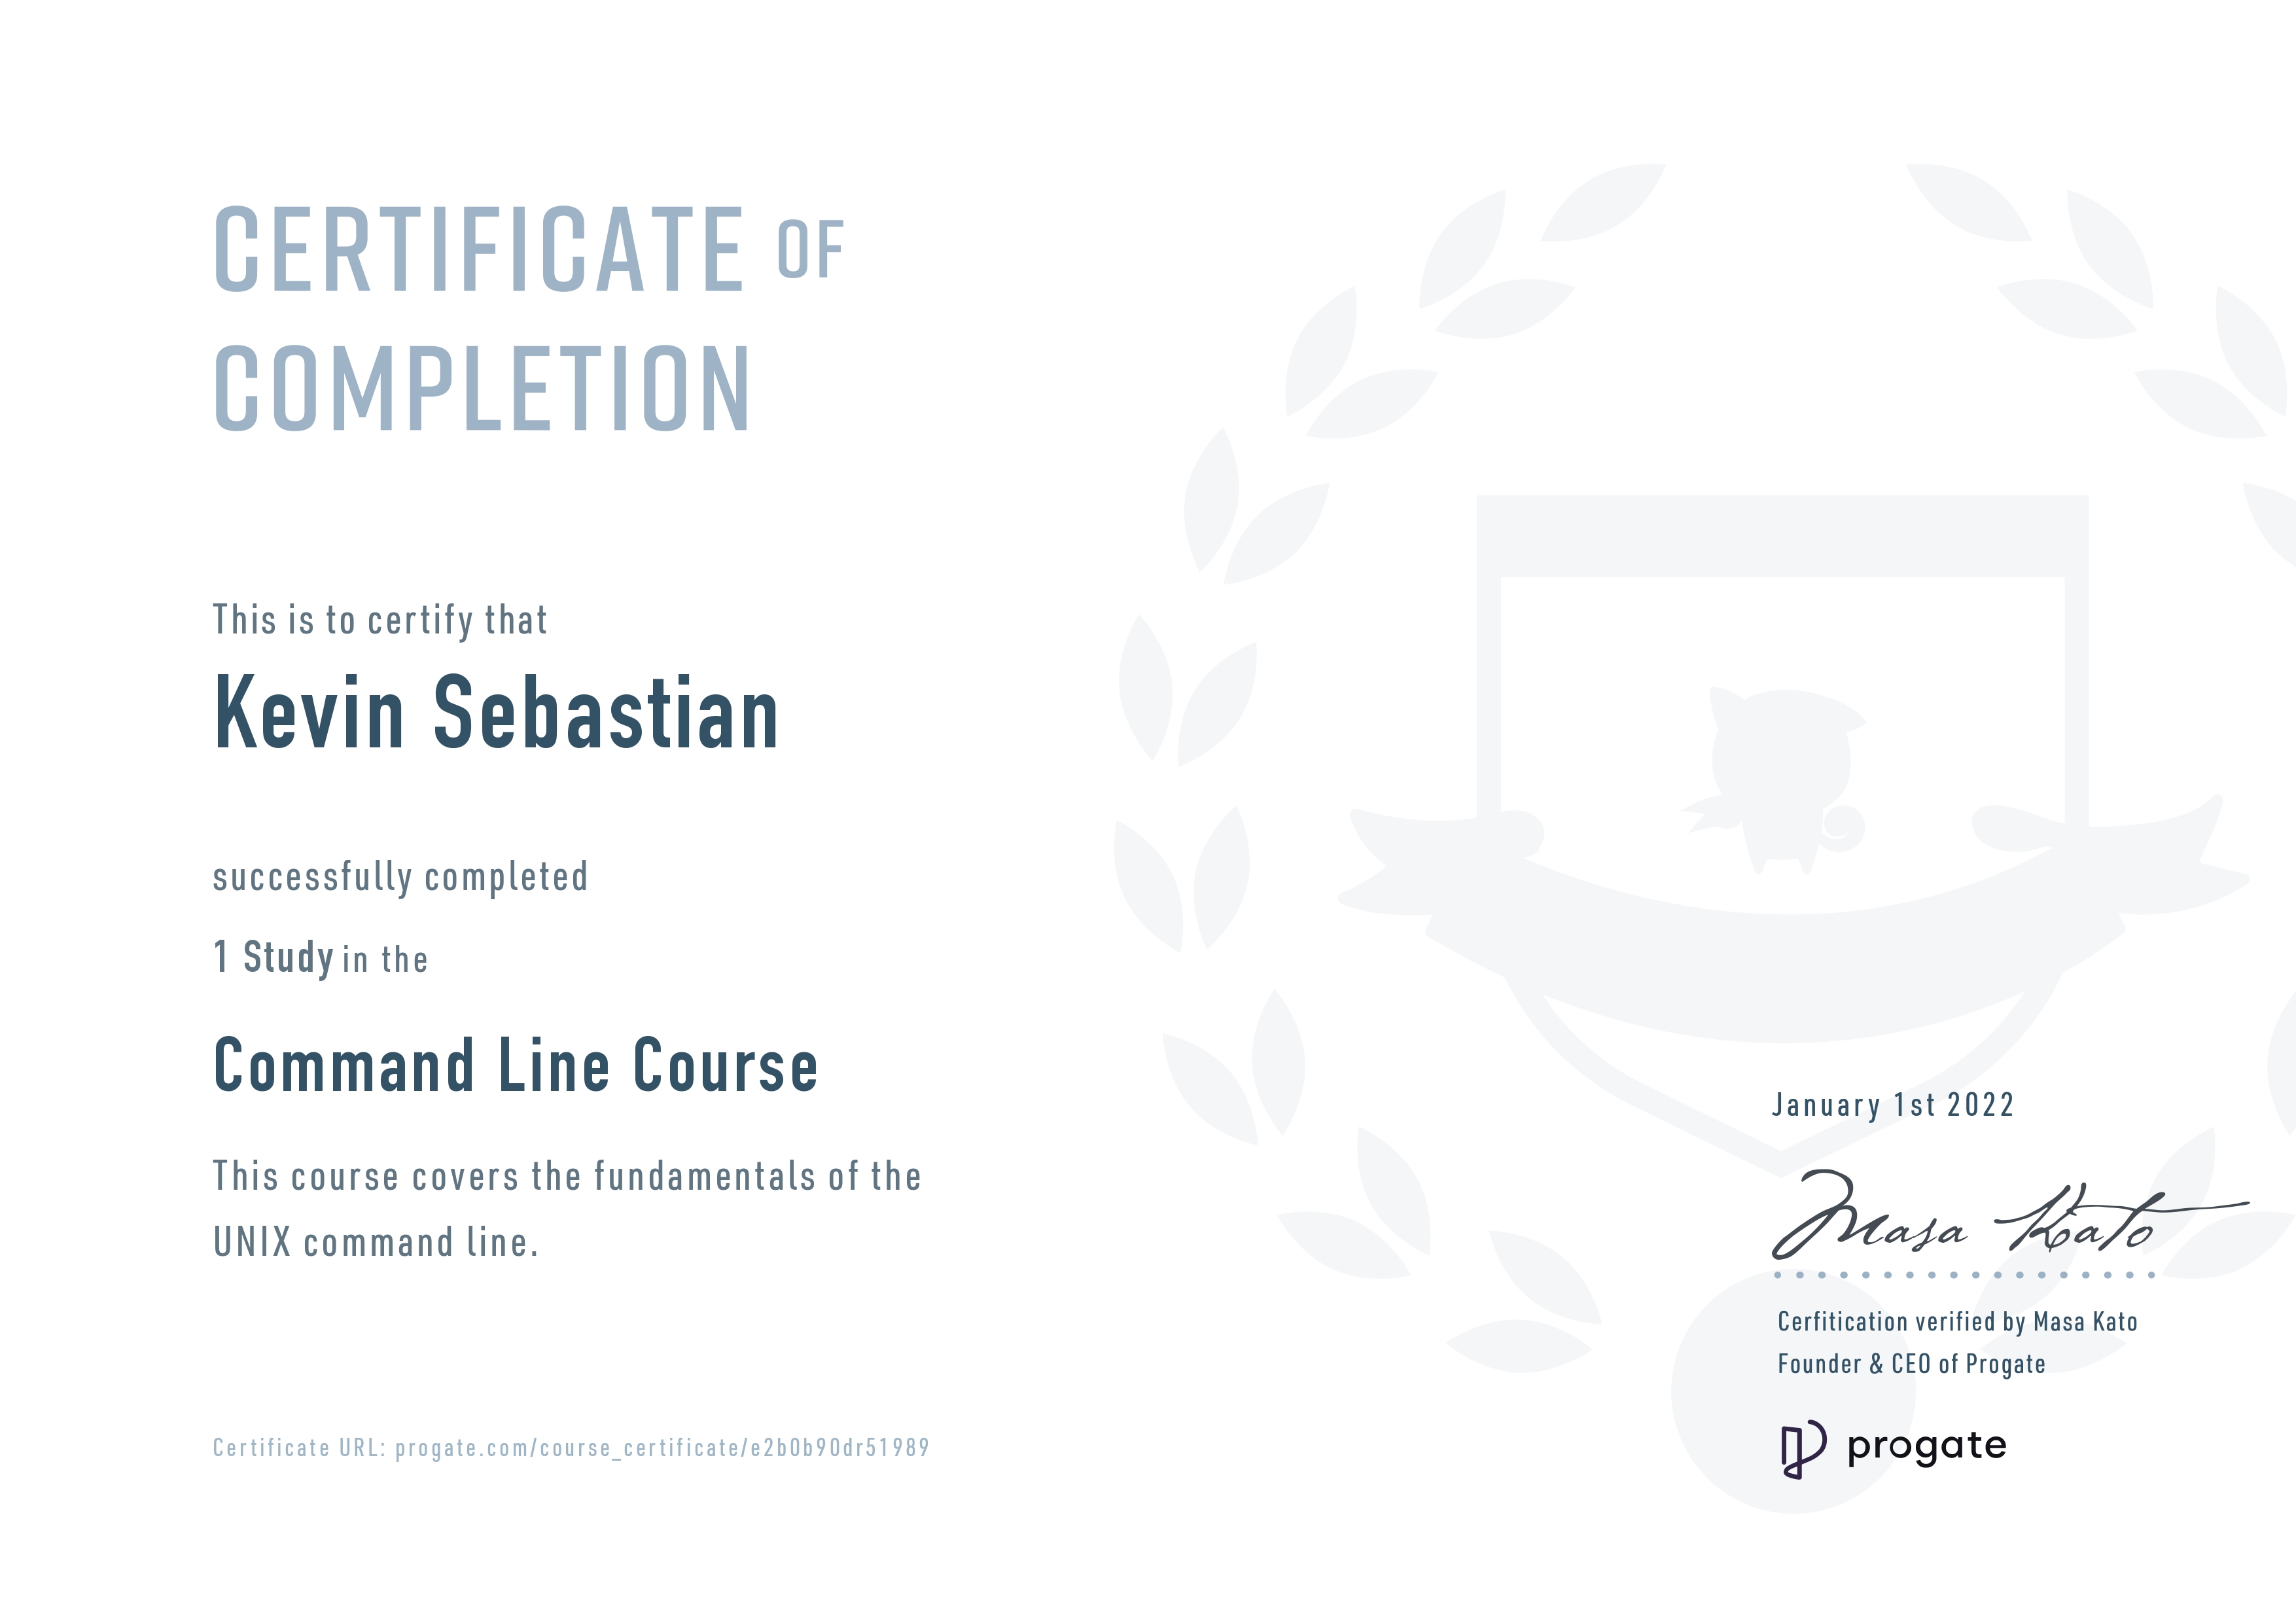 CERTIFICATE OF
COMPLETION
This is to certify that
Kevin Sebastian
successfully completed
1 Study in the
Command Line Course
This course covers the fundamentals of the
UNIX command line.
Certificate URL: progate.com/course_certificate/e2b0b90dr51989
January 1st 2022
Masa Kato
Cerfitication verified by Masa Kato
Founder & CEO of Progate
progate